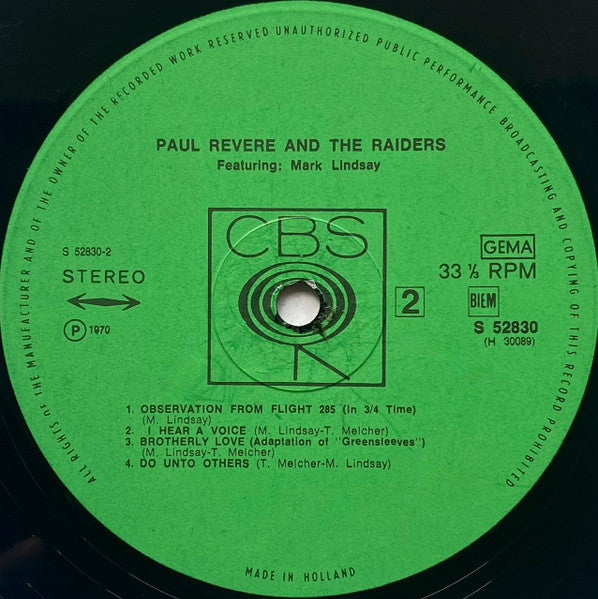 ALL RIGHTS OF THE MANUFACTURER AND OF THE OWNER OF THE RECORDED WORK RESERVED UNAUTHORIZED PUBLIC PERFORMANCE BROADCASTING AND COPYING OF THIS RECORD PROHIBITED
PAUL REVERE AND THE RAIDERS
Featuring: Mark Lindsay
CBS
S 52830-2
STEREO
℗ 1970
GEMA
33 ⅓ RPM
2
BIEM
S 52830
(H 30089)
1. OBSERVATION FROM FLIGHT 285 (In 3/4 Time)
(M. Lindsay)
2. I HEAR A VOICE (M. Lindsay-T. Melcher)
3. BROTHERLY LOVE (Adaptation of "Greensleeves")
(M. Lindsay-T. Melcher)
4. DO UNTO OTHERS (T. Melcher-M. Lindsay)
MADE IN HOLLAND